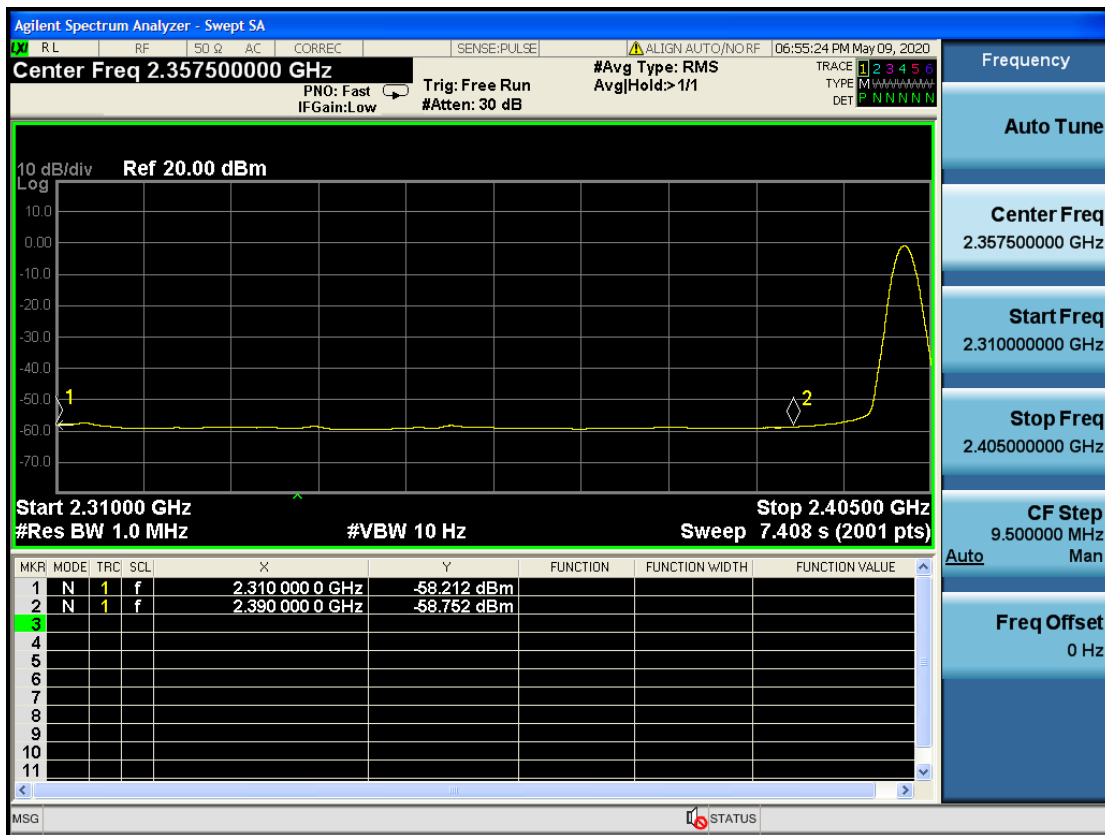 Agilent Spectrum Analyzer - Swept SA
LXI RL RF 50 Ω AC CORREC SENSE:PULSE ALIGN AUTO/NO RF 06:55:24 PM May 09, 2020
Center Freq 2.357500000 GHz
PNO: Fast
IFGain:Low
Trig: Free Run
#Atten: 30 dB
#Avg Type: RMS
Avg|Hold:>1/1
TRACE 1 2 3 4 5 6
TYPE M WWWWW
DET P N N N N N
10 dB/div Ref 20.00 dBm
Log
10.0
0.00
-10.0
-20.0
-30.0
-40.0
-50.0
-60.0
-70.0
1
2
Start 2.31000 GHz Stop 2.40500 GHz
#Res BW 1.0 MHz #VBW 10 Hz Sweep 7.408 s (2001 pts)
MKR MODE TRC SCL X Y FUNCTION FUNCTION WIDTH FUNCTION VALUE
1 N 1 f 2.310 000 0 GHz -58.212 dBm
2 N 1 f 2.390 000 0 GHz -58.752 dBm
3
4
5
6
7
8
9
10
11
MSG STATUS
Frequency
Auto Tune
Center Freq
2.357500000 GHz
Start Freq
2.310000000 GHz
Stop Freq
2.405000000 GHz
CF Step
9.500000 MHz
Auto Man
Freq Offset
0 Hz